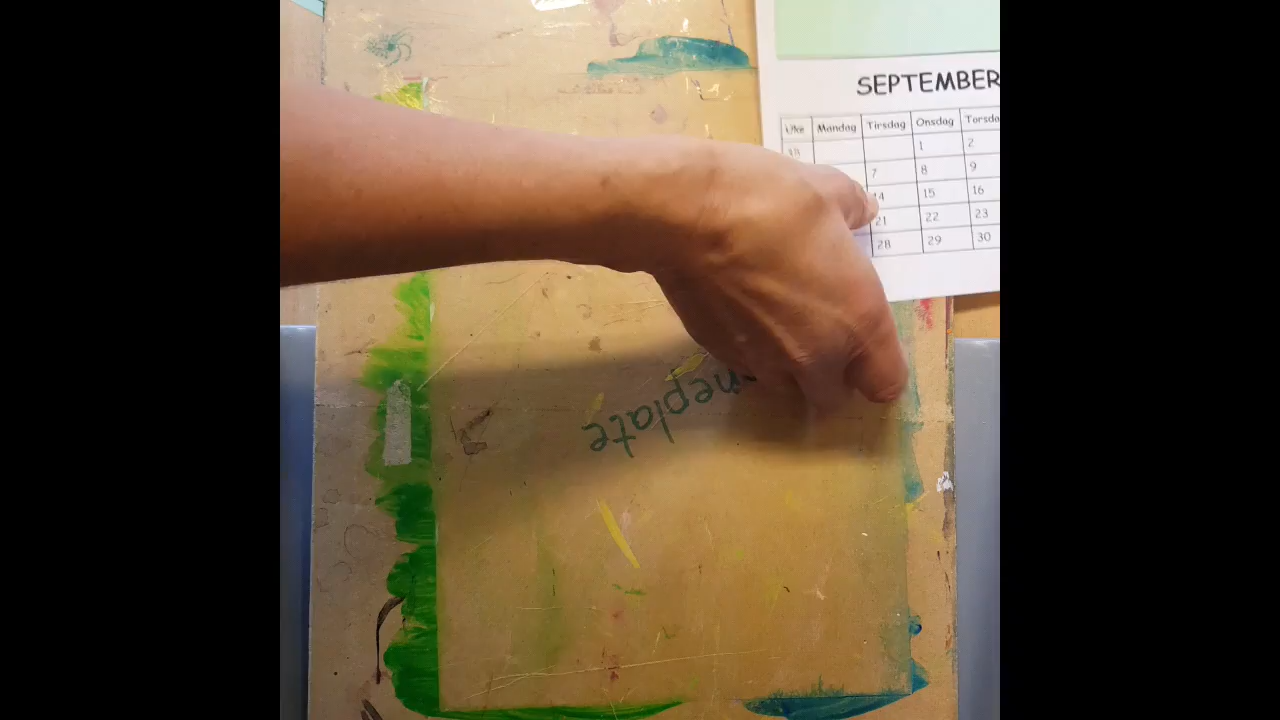 SEPTEMBER
Uke Mandag Tirsdag Onsdag
1 2
7 8 9
14 15 16
21 22 23
28 29 30
neplate